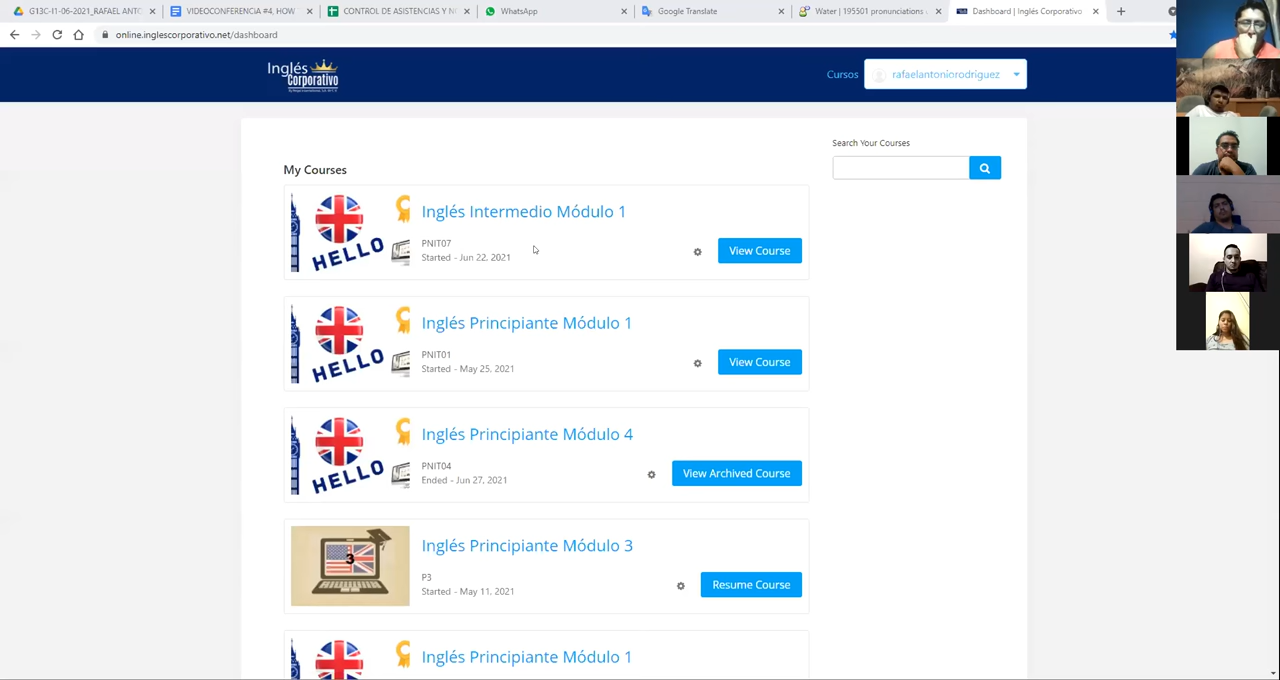 G13C-I1-06-2021_RAFAEL ANTO
VIDEOCONFERENCIA #4, HOW
CONTROL DE ASISTENCIAS Y NO
WhatsApp
Google Translate
Water | 195501 pronunciations
Dashboard | Inglés Corporativo
online.inglescorporativo.net/dashboard
Inglés
Corporativo
Cursos
rafaelantoniorodriguez
Search Your Courses
My Courses
HELLO
Inglés Intermedio Módulo 1
PNIT07
Started - Jun 22, 2021
View Course
HELLO
Inglés Principiante Módulo 1
PNIT01
Started - May 25, 2021
View Course
HELLO
Inglés Principiante Módulo 4
PNIT04
Ended - Jun 27, 2021
View Archived Course
3
Inglés Principiante Módulo 3
P3
Started - May 11, 2021
Resume Course
Inglés Principiante Módulo 1